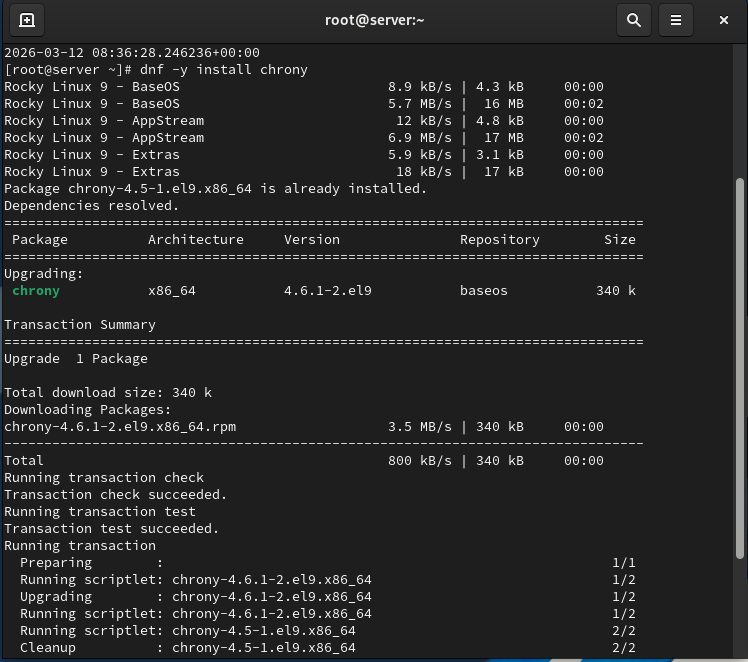 root@server:~
2026-03-12 08:36:28.246236+00:00
[root@server ~]# dnf -y install chrony
Rocky Linux 9 - BaseOS                          8.9 kB/s | 4.3 kB     00:00
Rocky Linux 9 - BaseOS                          5.7 MB/s |  16 MB     00:02
Rocky Linux 9 - AppStream                        12 kB/s | 4.8 kB     00:00
Rocky Linux 9 - AppStream                       6.9 MB/s |  17 MB     00:02
Rocky Linux 9 - Extras                          5.9 kB/s | 3.1 kB     00:00
Rocky Linux 9 - Extras                           18 kB/s |  17 kB     00:00
Package chrony-4.5-1.el9.x86_64 is already installed.
Dependencies resolved.
================================================================================
 Package          Architecture     Version               Repository        Size
================================================================================
Upgrading:
 chrony           x86_64           4.6.1-2.el9           baseos           340 k

Transaction Summary
================================================================================
Upgrade  1 Package

Total download size: 340 k
Downloading Packages:
chrony-4.6.1-2.el9.x86_64.rpm                   3.5 MB/s | 340 kB     00:00
--------------------------------------------------------------------------------
Total                                           800 kB/s | 340 kB     00:00
Running transaction check
Transaction check succeeded.
Running transaction test
Transaction test succeeded.
Running transaction
  Preparing        :                                                        1/1
  Running scriptlet: chrony-4.6.1-2.el9.x86_64                              1/2
  Upgrading        : chrony-4.6.1-2.el9.x86_64                              1/2
  Running scriptlet: chrony-4.6.1-2.el9.x86_64                              1/2
  Running scriptlet: chrony-4.5-1.el9.x86_64                                2/2
  Cleanup          : chrony-4.5-1.el9.x86_64                                2/2